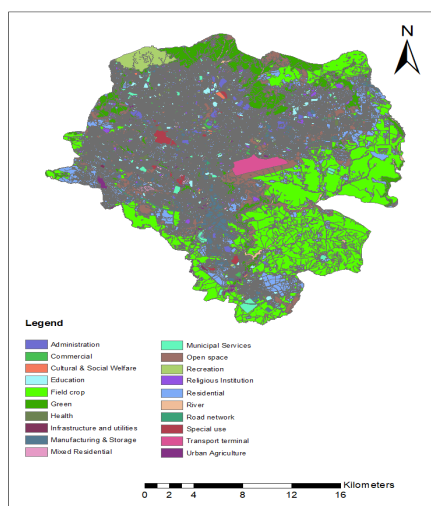 N
Legend
Administration
Commercial
Cultural & Social Welfare
Education
Field crop
Green
Health
Infrastructure and utilities
Manufacturing & Storage
Mixed Residential
Municipal Services
Open space
Recreation
Religious Institution
Residential
River
Road network
Special use
Transport terminal
Urban Agriculture
Kilometers
0 2 4 8 12 16